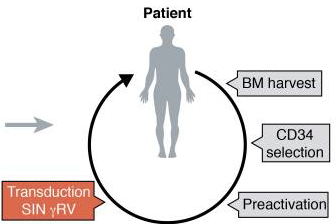 Patient
BM harvest
CD34
selection
Preactivation
Transduction
SIN γRV